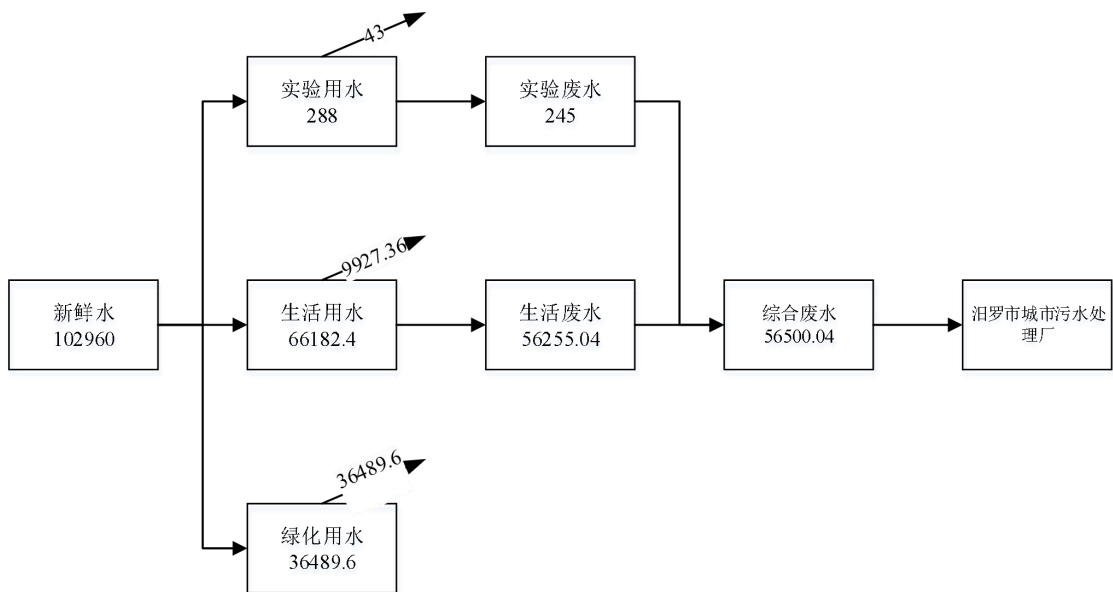 43
实验用水
288
实验废水
245
9927.36
新鲜水
102960
生活用水
66182.4
生活废水
56255.04
综合废水
56500.04
汨罗市城市污水处
理厂
36489.6
绿化用水
36489.6